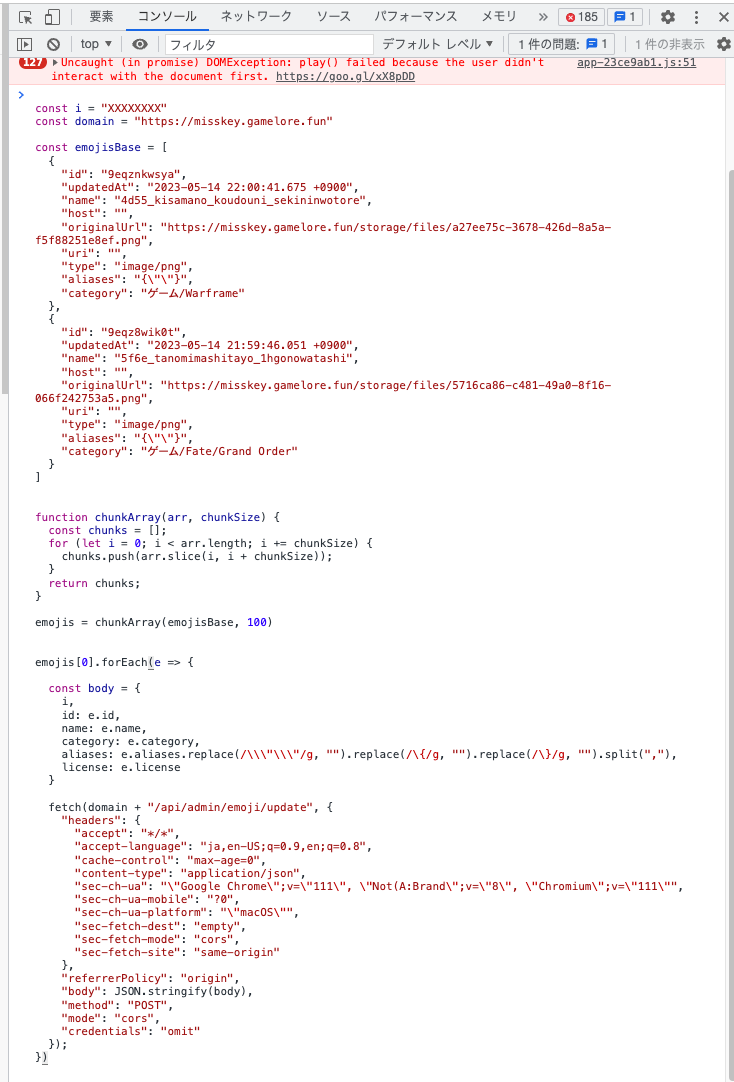 要素 コンソール ネットワーク ソース パフォーマンス メモリ » 185 1
top ▼ フィルタ デフォルト レベル ▼ 1 件の問題: 1 1 件の非表示
127 Uncaught (in promise) DOMException: play() failed because the user didn't app-23ce9ab1.js:51
interact with the document first. https://goo.gl/xX8pDD
>
const i = "XXXXXXXX"
const domain = "https://misskey.gamelore.fun"
const emojisBase = [
{
"id": "9eqznkwsya",
"updatedAt": "2023-05-14 22:00:41.675 +0900",
"name": "4d55_kisamano_koudouni_sekininwotore",
"host": "",
"originalUrl": "https://misskey.gamelore.fun/storage/files/a27ee75c-3678-426d-8a5a-
f5f88251e8ef.png",
"uri": "",
"type": "image/png",
"aliases": "{\"\"}",
"category": "ゲーム/Warframe"
},
{
"id": "9eqz8wik0t",
"updatedAt": "2023-05-14 21:59:46.051 +0900",
"name": "5f6e_tanomimashitayo_1hgonowatashi",
"host": "",
"originalUrl": "https://misskey.gamelore.fun/storage/files/5716ca86-c481-49a0-8f16-
066f242753a5.png",
"uri": "",
"type": "image/png",
"aliases": "{\"\"}",
"category": "ゲーム/Fate/Grand Order"
}
]
function chunkArray(arr, chunkSize) {
const chunks = [];
for (let i = 0; i < arr.length; i += chunkSize) {
chunks.push(arr.slice(i, i + chunkSize));
}
return chunks;
}
emojis = chunkArray(emojisBase, 100)
emojis[0].forEach(e => {
const body = {
i,
id: e.id,
name: e.name,
category: e.category,
aliases: e.aliases.replace(/\\\"\\\"/g, "").replace(/\{/g, "").replace(/\}/g, "").split(","),
license: e.license
}
fetch(domain + "/api/admin/emoji/update", {
"headers": {
"accept": "*/*",
"accept-language": "ja,en-US;q=0.9,en;q=0.8",
"cache-control": "max-age=0",
"content-type": "application/json",
"sec-ch-ua": "\"Google Chrome\";v=\"111\", \"Not(A:Brand\";v=\"8\", \"Chromium\";v=\"111\"",
"sec-ch-ua-mobile": "?0",
"sec-ch-ua-platform": "\"macOS\"",
"sec-fetch-dest": "empty",
"sec-fetch-mode": "cors",
"sec-fetch-site": "same-origin"
},
"referrerPolicy": "origin",
"body": JSON.stringify(body),
"method": "POST",
"mode": "cors",
"credentials": "omit"
});
})